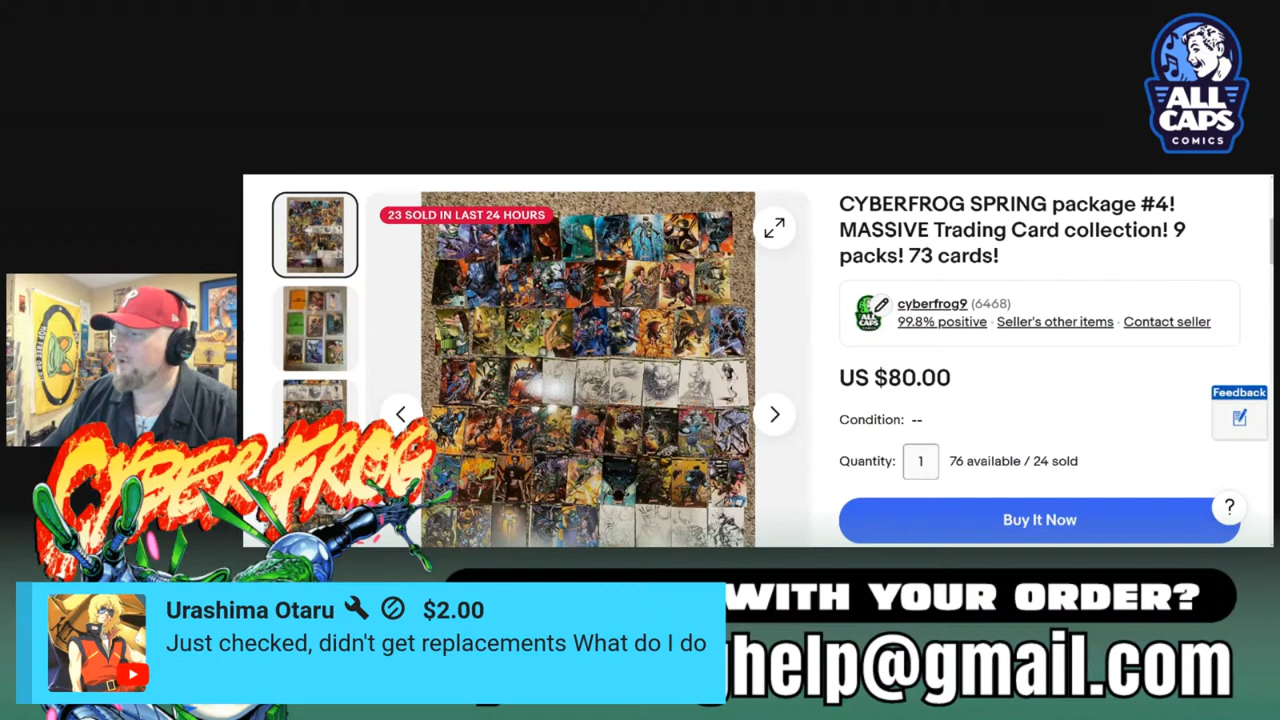 ALL
CAPS
COMICS
23 SOLD IN LAST 24 HOURS
CYBERFROG SPRING package #4!
MASSIVE Trading Card collection! 9
packs! 73 cards!
ALL
CAPS
cyberfrog9 (6468)
99.8% positive · Seller's other items · Contact seller
US $80.00
Feedback
Condition: --
Quantity: 1 76 available / 24 sold
?
Buy It Now
CYBERFROG
WITH YOUR ORDER?
help@gmail.com
Urashima Otaru $2.00
Just checked, didn't get replacements What do I do